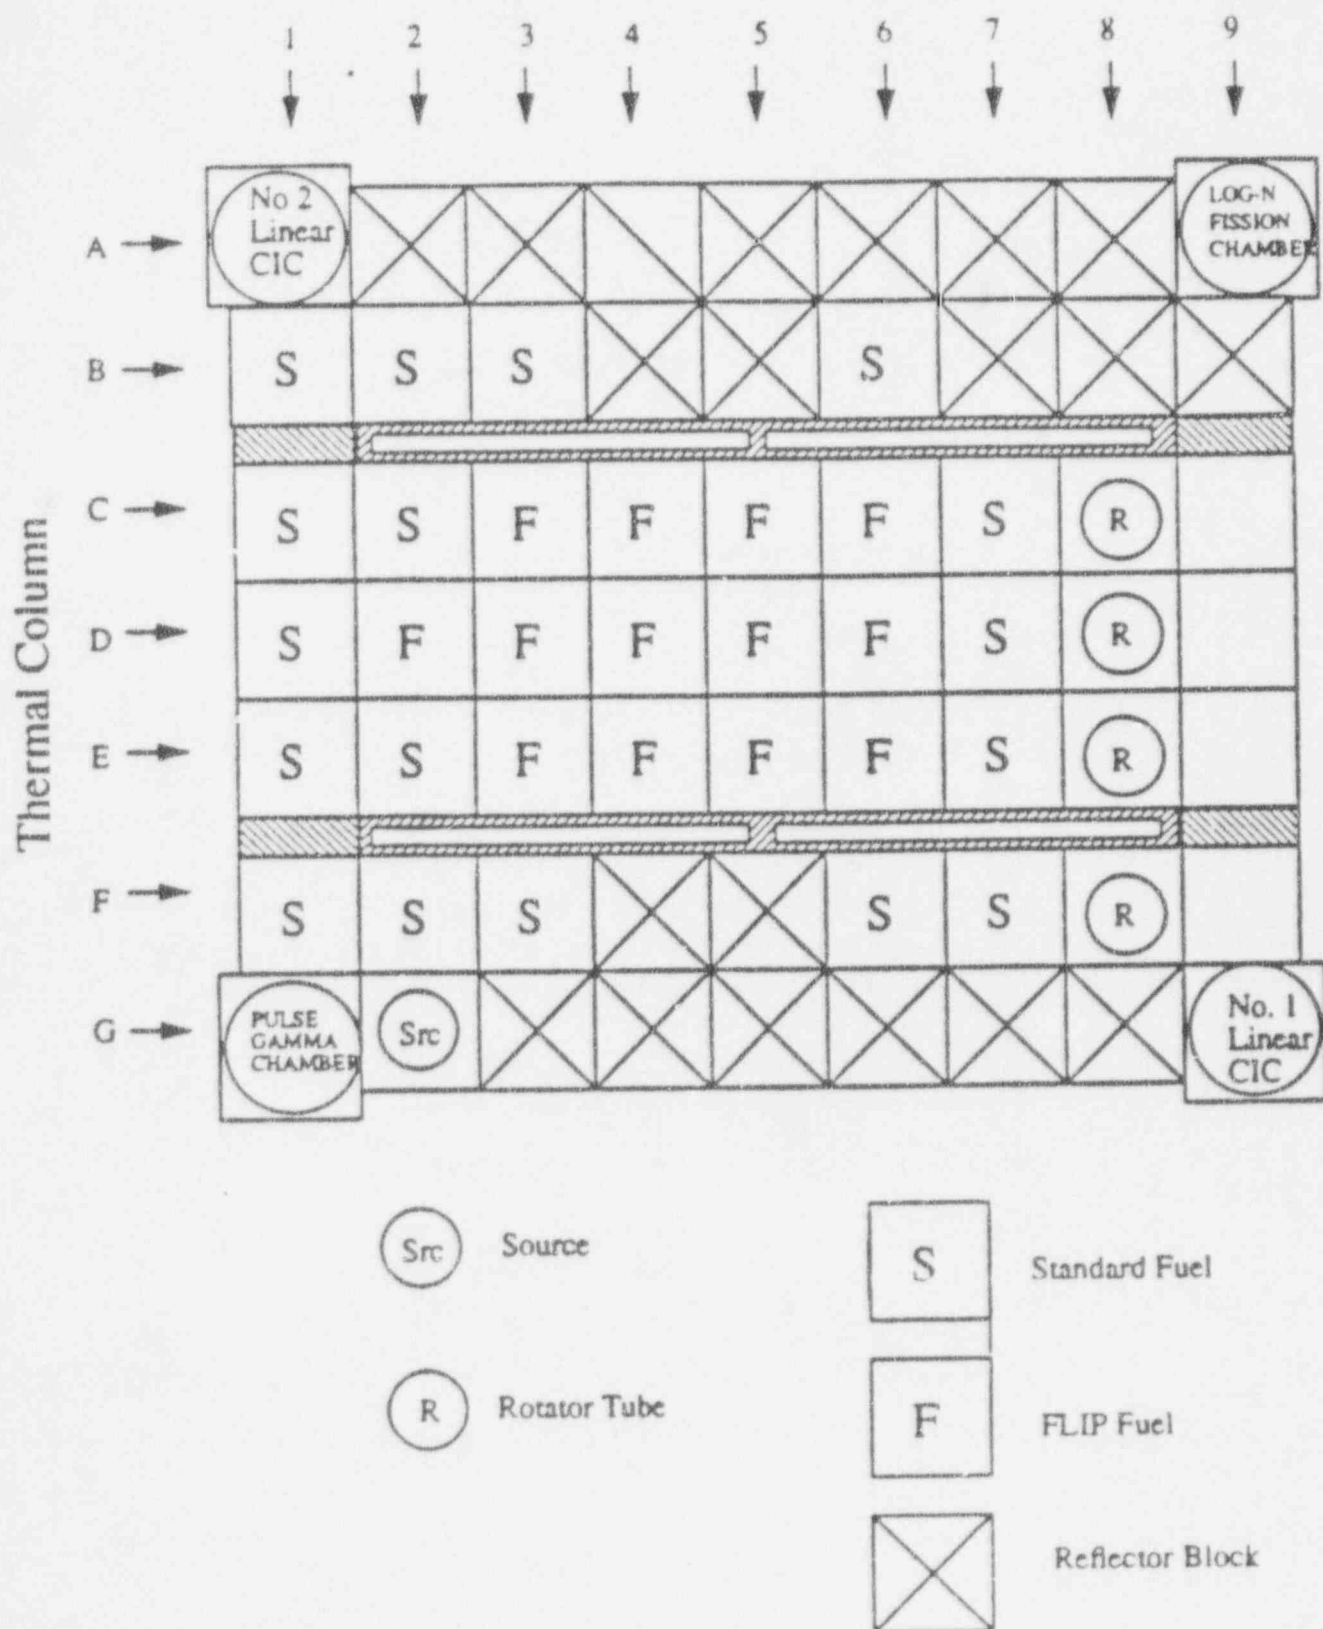 1 2 3 4 5 6 7 8 9
No 2
Linear
CIC
LOG-N
FISSION
CHAMBER
A
B S S S S
C S S F F F F S R
D S F F F F F S R
E S S F F F F S R
F S S S S S R
G
PULSE
GAMMA
CHAMBER
Src
No. 1
Linear
CIC
Thermal Column
Src Source
S Standard Fuel
R Rotator Tube
F FLIP Fuel
Reflector Block